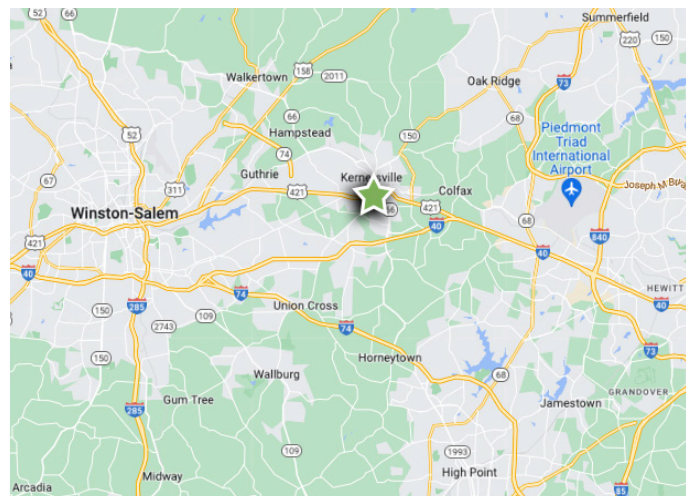 66
52
Summerfield
220
150
158
2011
Walkertown
Oak Ridge
73
68
66
150
Hampstead
52
74
Piedmont
Triad
International
Airport
67
311
Guthrie
421
Kernersville
Colfax
Joseph M Br
66
421
68
Winston-Salem
421
40
840
40
40
HEWITT
74
285
150
2743
109
Union Cross
74
40
73
150
Horneytown
Wallburg
68
GRANDOVER
Gum Tree
285
Jamestown
109
1993
Midway
High Point
Arcadia
85